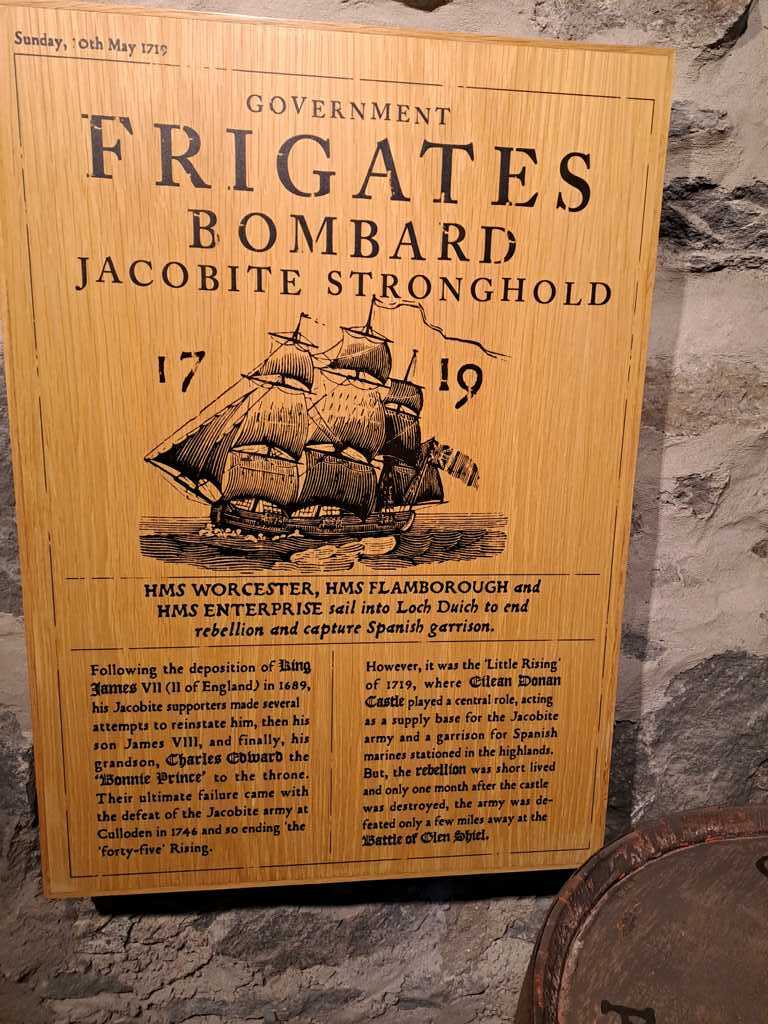 Sunday, 10th May 1719
GOVERNMENT
FRIGATES
BOMBARD
JACOBITE STRONGHOLD
17 19
HMS WORCESTER, HMS FLAMBOROUGH and
HMS ENTERPRISE sail into Loch Duich to end
rebellion and capture Spanish garrison.
Following the deposition of King
James VII (II of England) in 1689,
his Jacobite supporters made several
attempts to reinstate him, then his
son James VIII, and finally, his
grandson, Charles Edward the
"Bonnie Prince' to the throne.
Their ultimate failure came with
the defeat of the Jacobite army at
Culloden in 1746 and so ending 'the
'forty-five' Rising.
However, it was the 'Little Rising'
of 1719, where Eilean Donan
Castle played a central role, acting
as a supply base for the Jacobite
army and a garrison for Spanish
marines stationed in the highlands.
But, the rebellion was short lived
and only one month after the castle
was destroyed, the army was de-
feated only a few miles away at the
Battle of Glen Shiel.